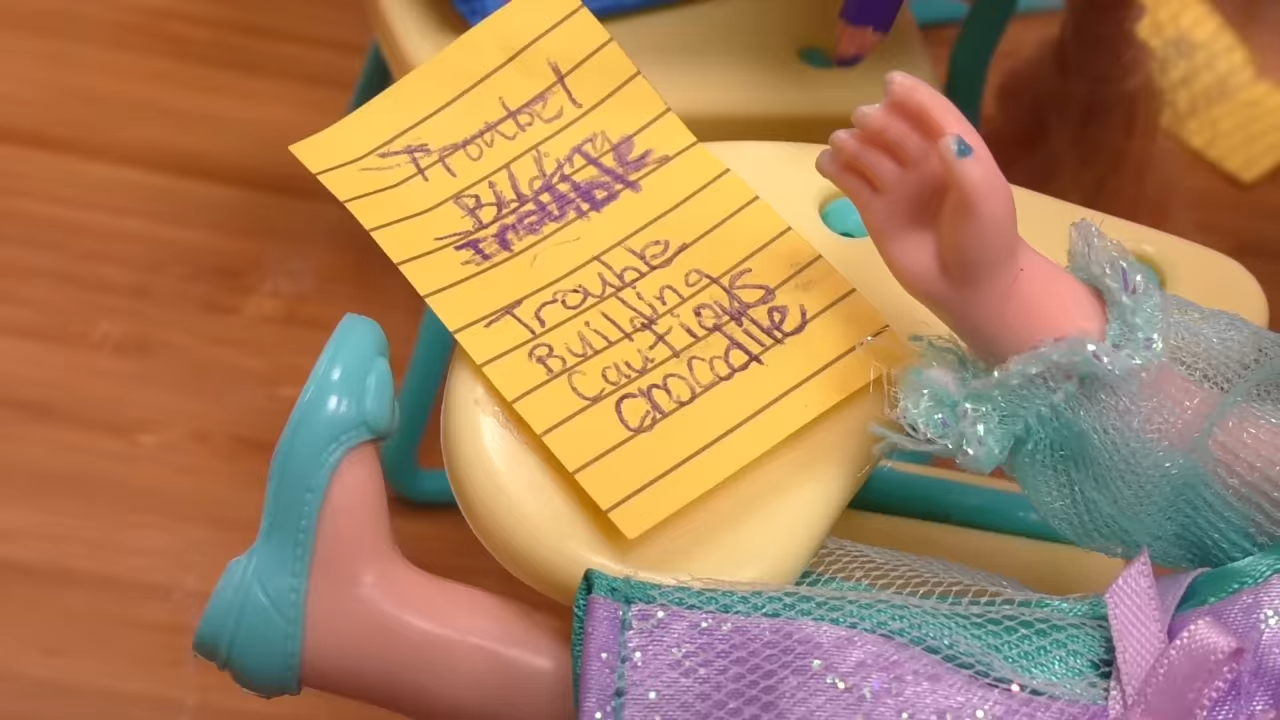 Troubel
Bilding
Trouble
Trouble
Building
Cautious
crocodile